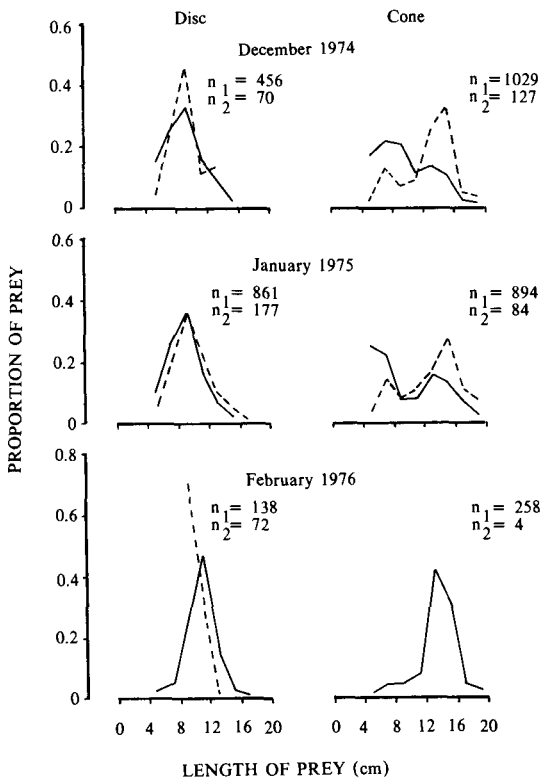 Disc Cone
December 1974
0.6
0.4
0.2
0
n1 = 456
n2 = 70
n1 = 1029
n2 = 127
January 1975
0.6
0.4
0.2
0
n1 = 861
n2 = 177
n1 = 894
n2 = 84
February 1976
0.8
0.6
0.4
0.2
0
n1 = 138
n2 = 72
n1 = 258
n2 = 4
0 4 8 12 16 20 0 4 8 12 16 20
PROPORTION OF PREY
LENGTH OF PREY (cm)